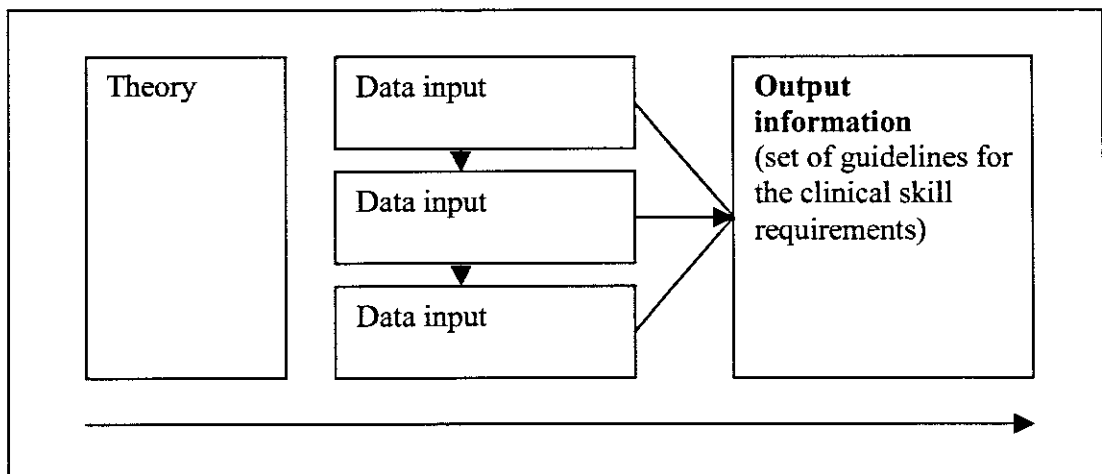 Theory
Data input
Data input
Data input
Output
information
(set of guidelines for
the clinical skill
requirements)